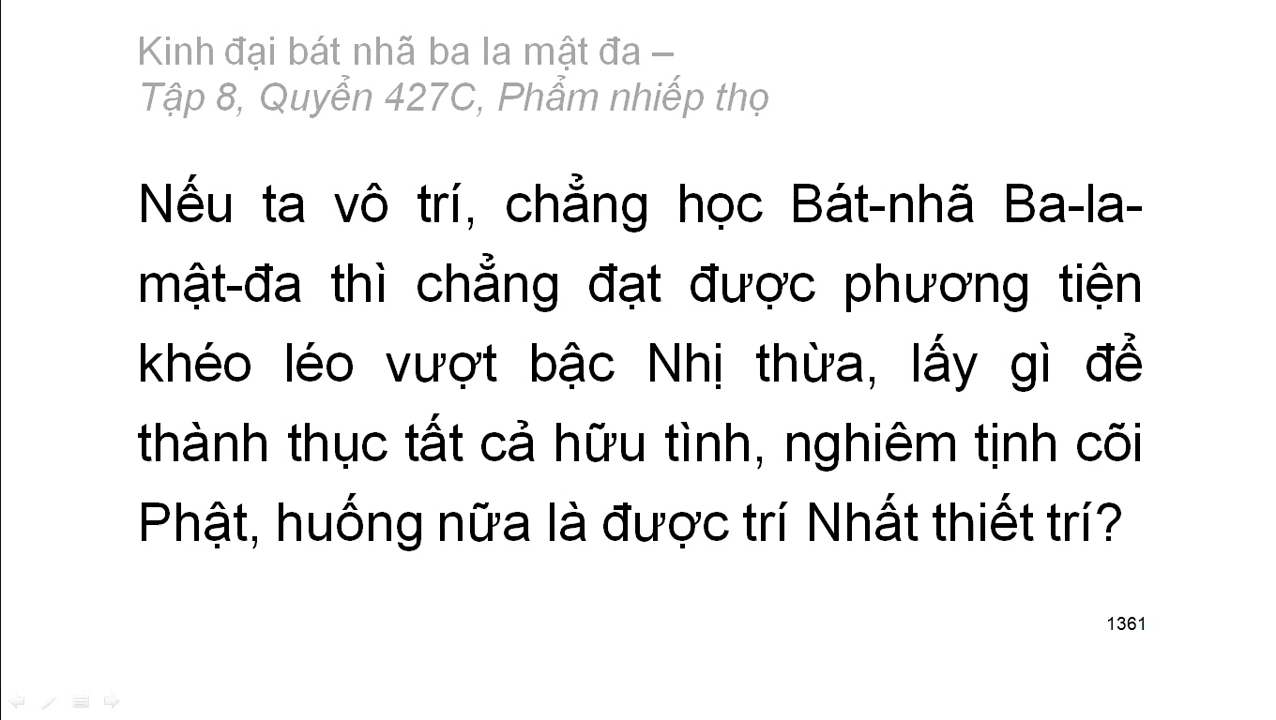 Kinh đại bát nhã ba la mật đa –
Tập 8, Quyển 427C, Phẩm nhiếp thọ
Nếu ta vô trí, chẳng học Bát-nhã Ba-la-
mật-đa thì chẳng đạt được phương tiện
khéo léo vượt bậc Nhị thừa, lấy gì để
thành thục tất cả hữu tình, nghiêm tịnh cõi
Phật, huống nữa là được trí Nhất thiết trí?
1361